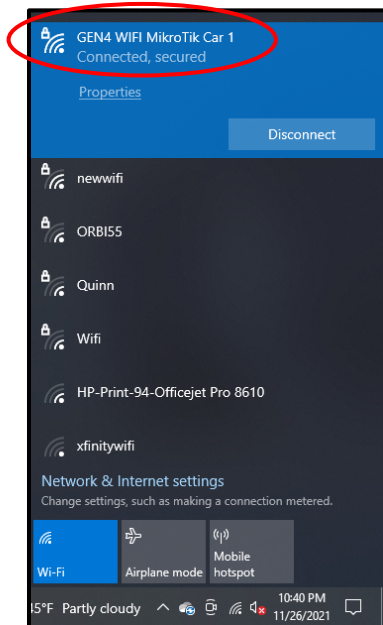 GEN4 WIFI MikroTik Car 1
Connected, secured
Properties
Disconnect
newwifi
ORBI55
Quinn
Wifi
HP-Print-94-Officejet Pro 8610
xfinitywifi
Network & Internet settings
Change settings, such as making a connection metered.
Wi-Fi
Airplane mode
Mobile
hotspot
45°F Partly cloudy
10:40 PM
11/26/2021